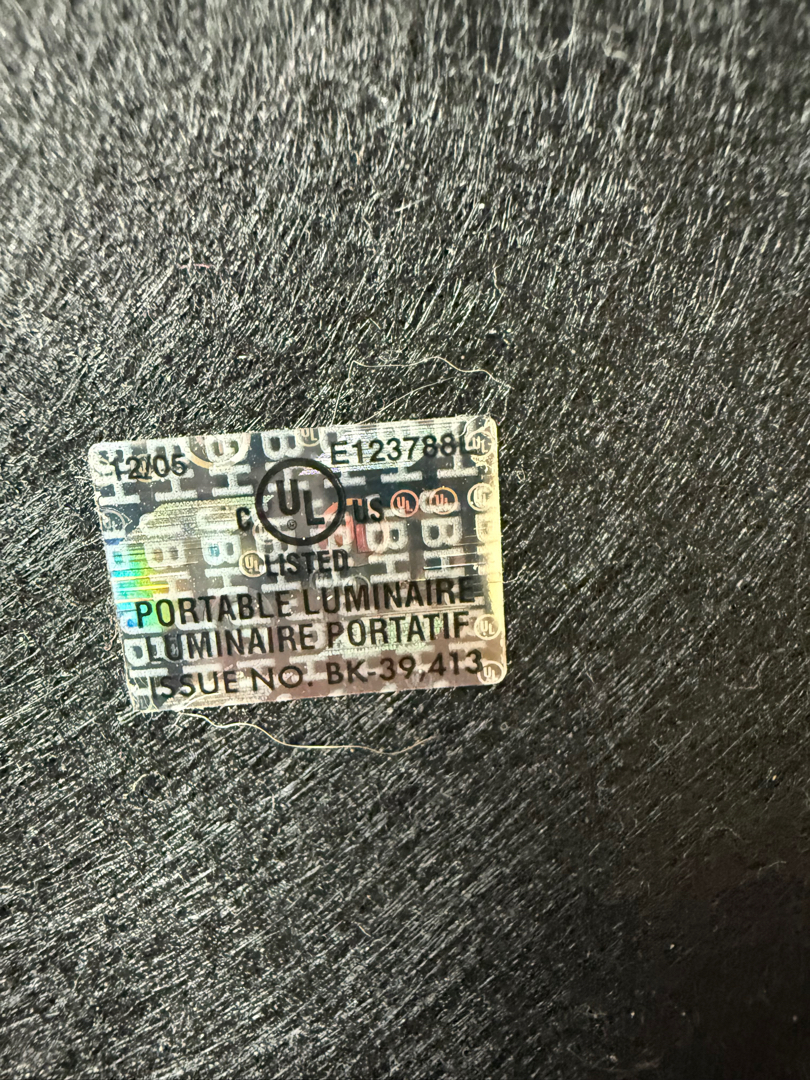 12/05 E123788L
C UL US
LISTED
PORTABLE LUMINAIRE
LUMINAIRE PORTATIF
ISSUE NO. BK-39,413